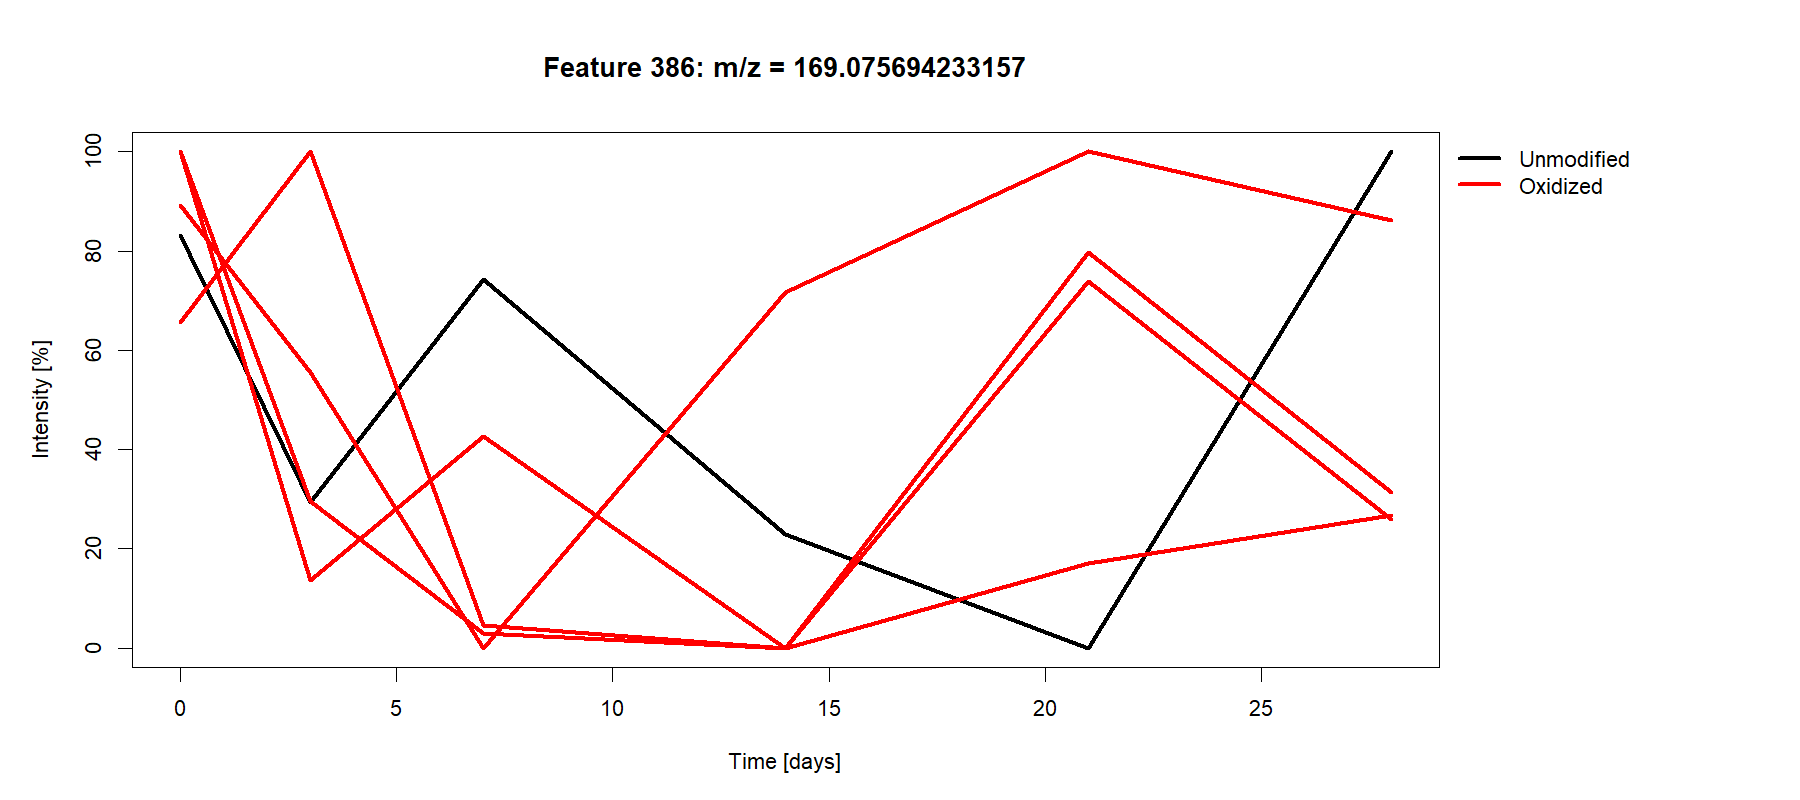 Feature 386: m/z = 169.075694233157
100
80
60
40
20
0
Intensity [%]
0 5 10 15 20 25
Time [days]
Unmodified
Oxidized